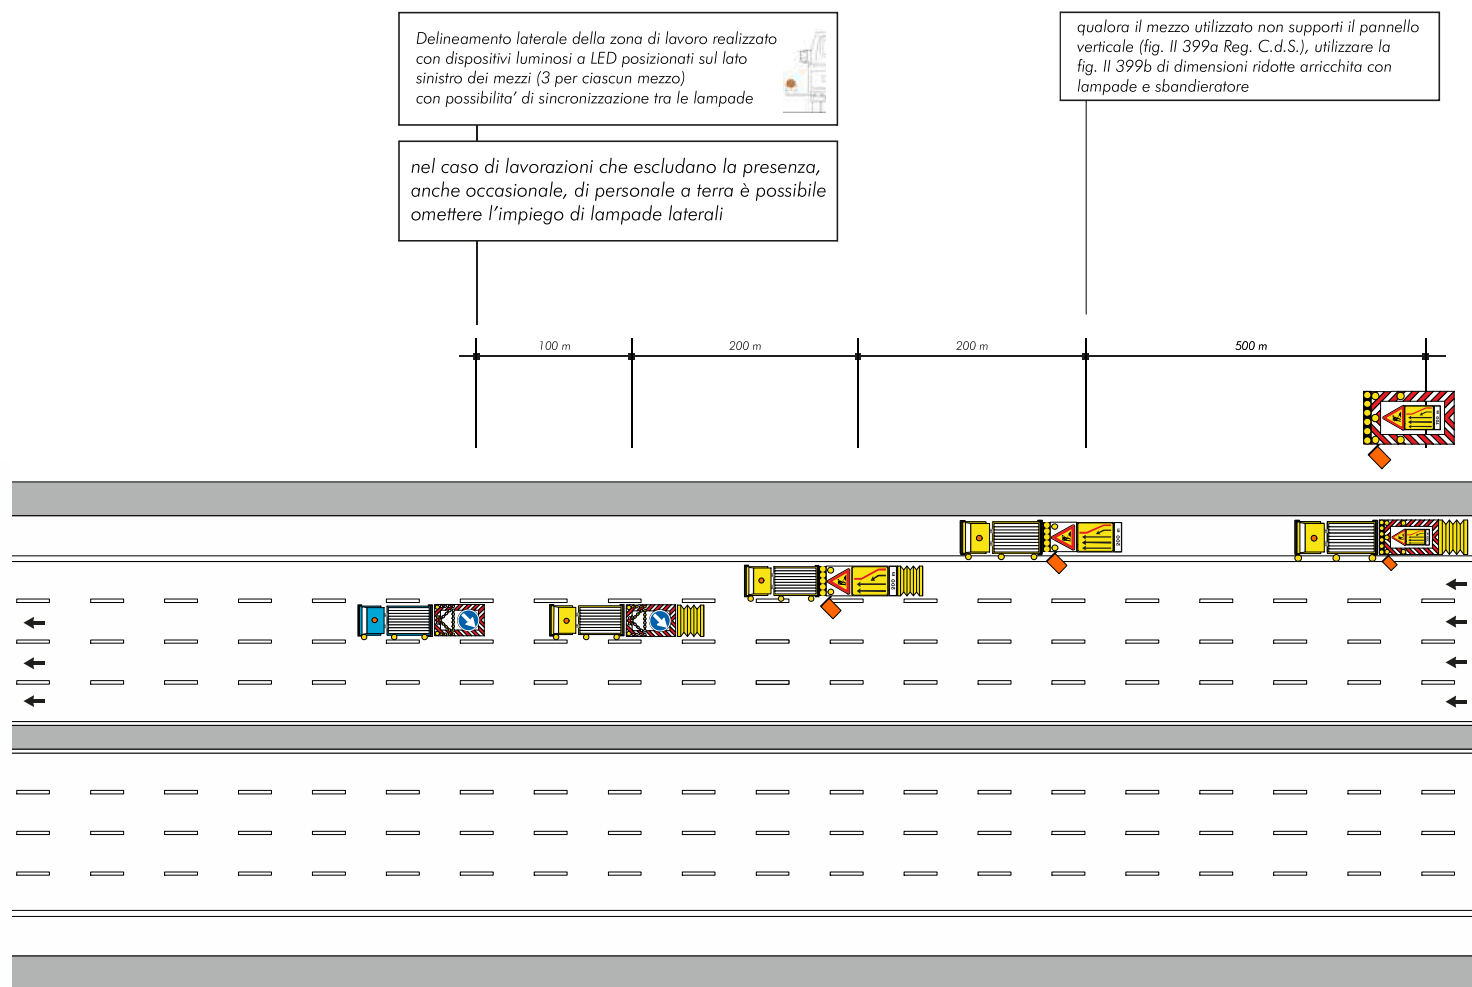 Delineamento laterale della zona di lavoro realizzato
con dispositivi luminosi a LED posizionati sul lato
sinistro dei mezzi (3 per ciascun mezzo)
con possibilita’ di sincronizzazione tra le lampade
nel caso di lavorazioni che escludano la presenza,
anche occasionale, di personale a terra è possibile
omettere l’impiego di lampade laterali
qualora il mezzo utilizzato non supporti il pannello
verticale (fig. II 399a Reg. C.d.S.), utilizzare la
fig. II 399b di dimensioni ridotte arricchita con
lampade e sbandieratore
100 m
200 m
200 m
500 m
700 m
200 m
200 m